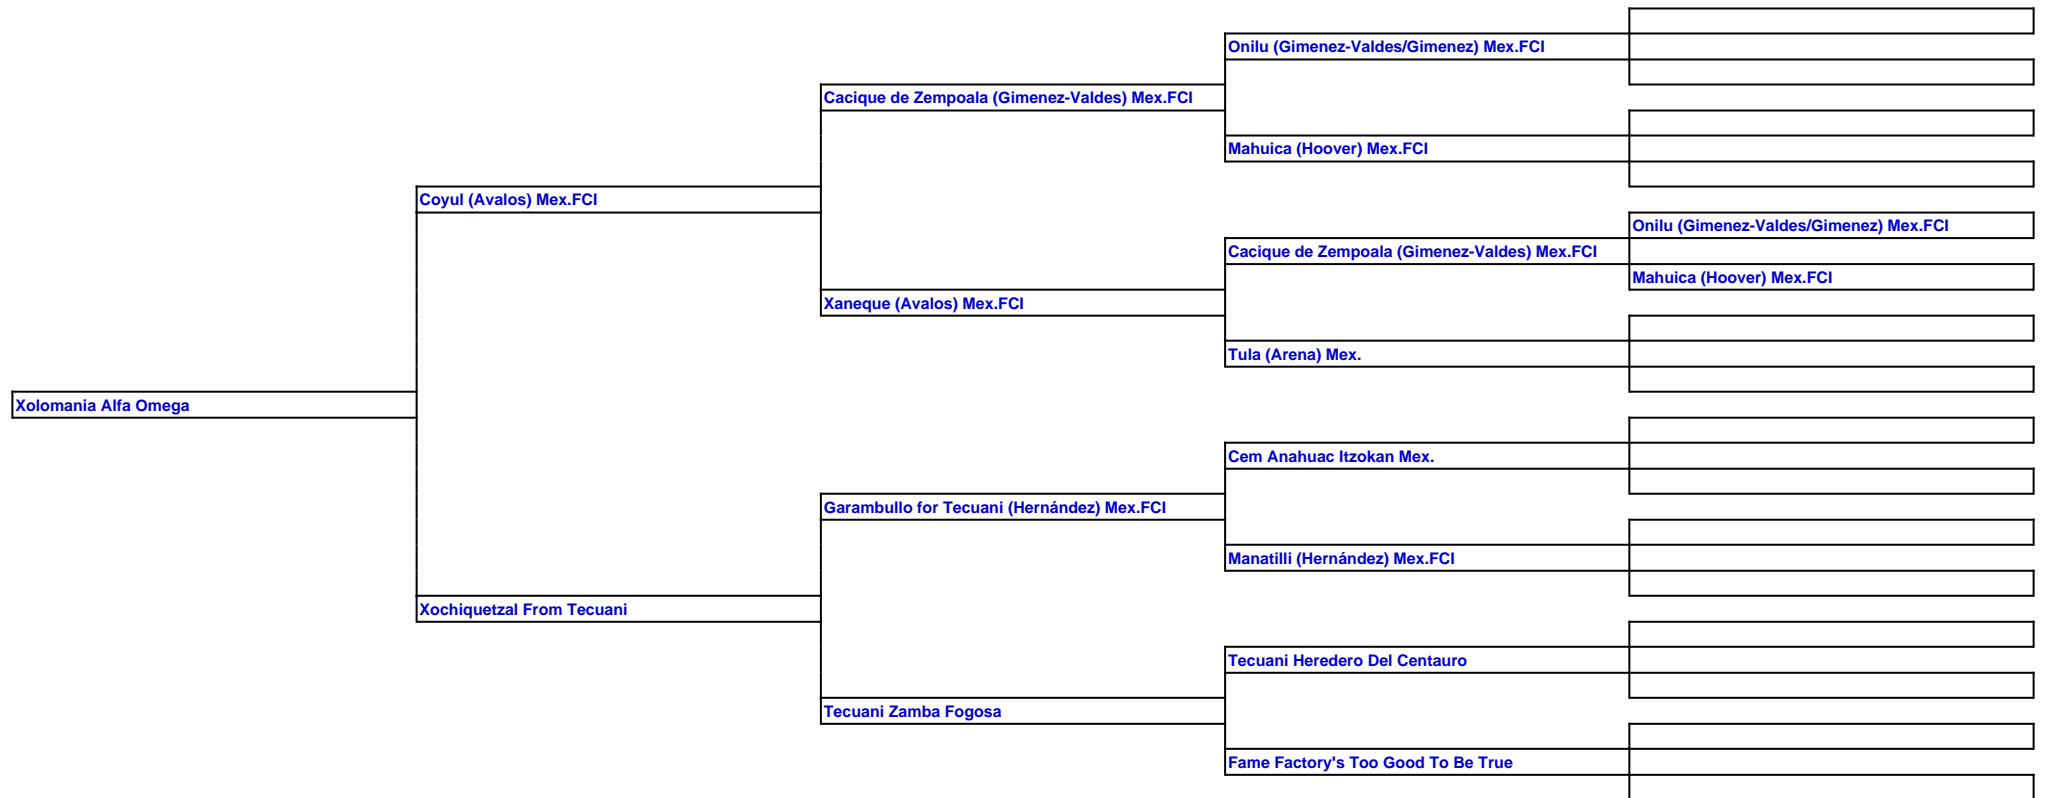 Onilu (Gimenez-Valdes/Gimenez) Mex.FCI
Cacique de Zempoala (Gimenez-Valdes) Mex.FCI
Mahuica (Hoover) Mex.FCI
Coyul (Avalos) Mex.FCI
Onilu (Gimenez-Valdes/Gimenez) Mex.FCI
Cacique de Zempoala (Gimenez-Valdes) Mex.FCI
Mahuica (Hoover) Mex.FCI
Xaneque (Avalos) Mex.FCI
Tula (Arena) Mex.
Xolomania Alfa Omega
Cem Anahuac Itzokan Mex.
Garambullo for Tecuani (Hernández) Mex.FCI
Manatilli (Hernández) Mex.FCI
Xochiquetzal From Tecuani
Tecuani Heredero Del Centauro
Tecuani Zamba Fogosa
Fame Factory's Too Good To Be True